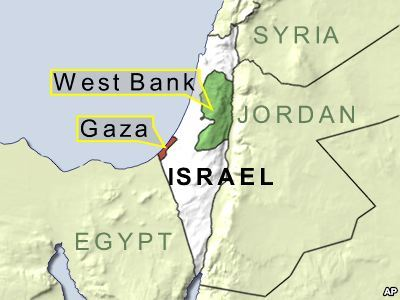 SYRIA
West Bank
JORDAN
Gaza
ISRAEL
EGYPT
AP